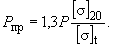 Pпр = 1,3P [σ]20 / [σ]t .